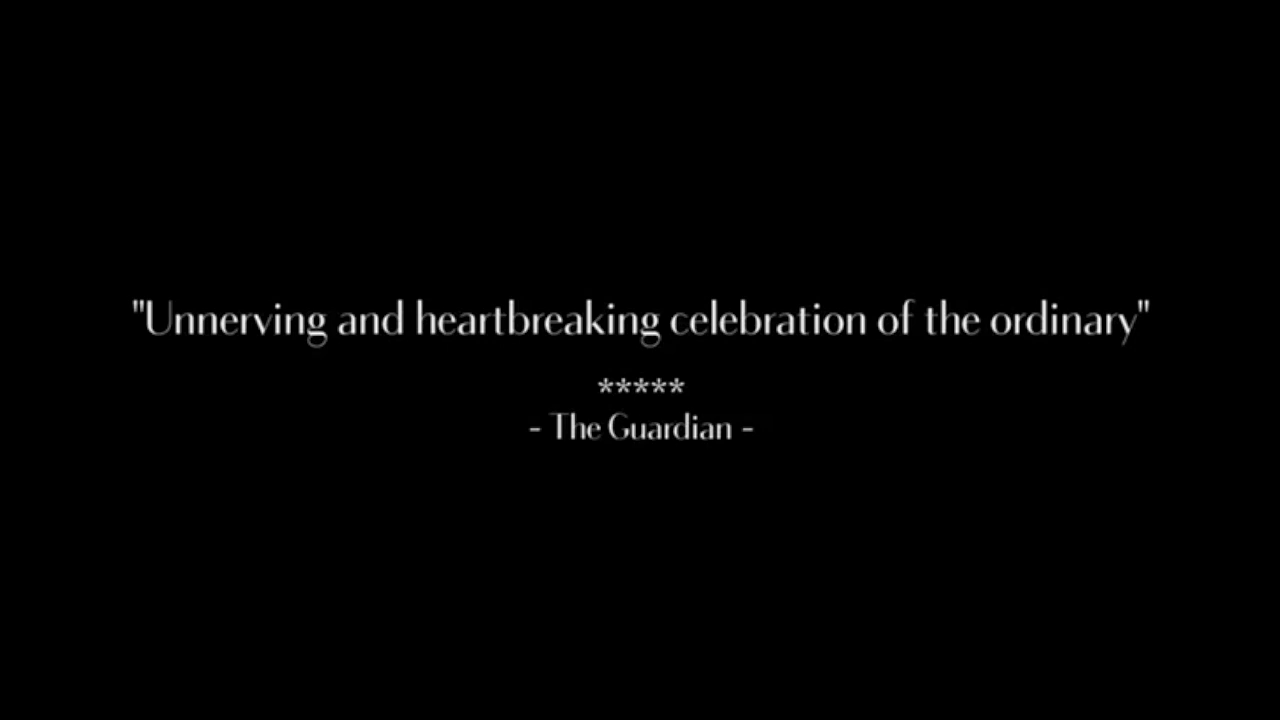 "Unnerving and heartbreaking celebration of the ordinary"
*****
- The Guardian -